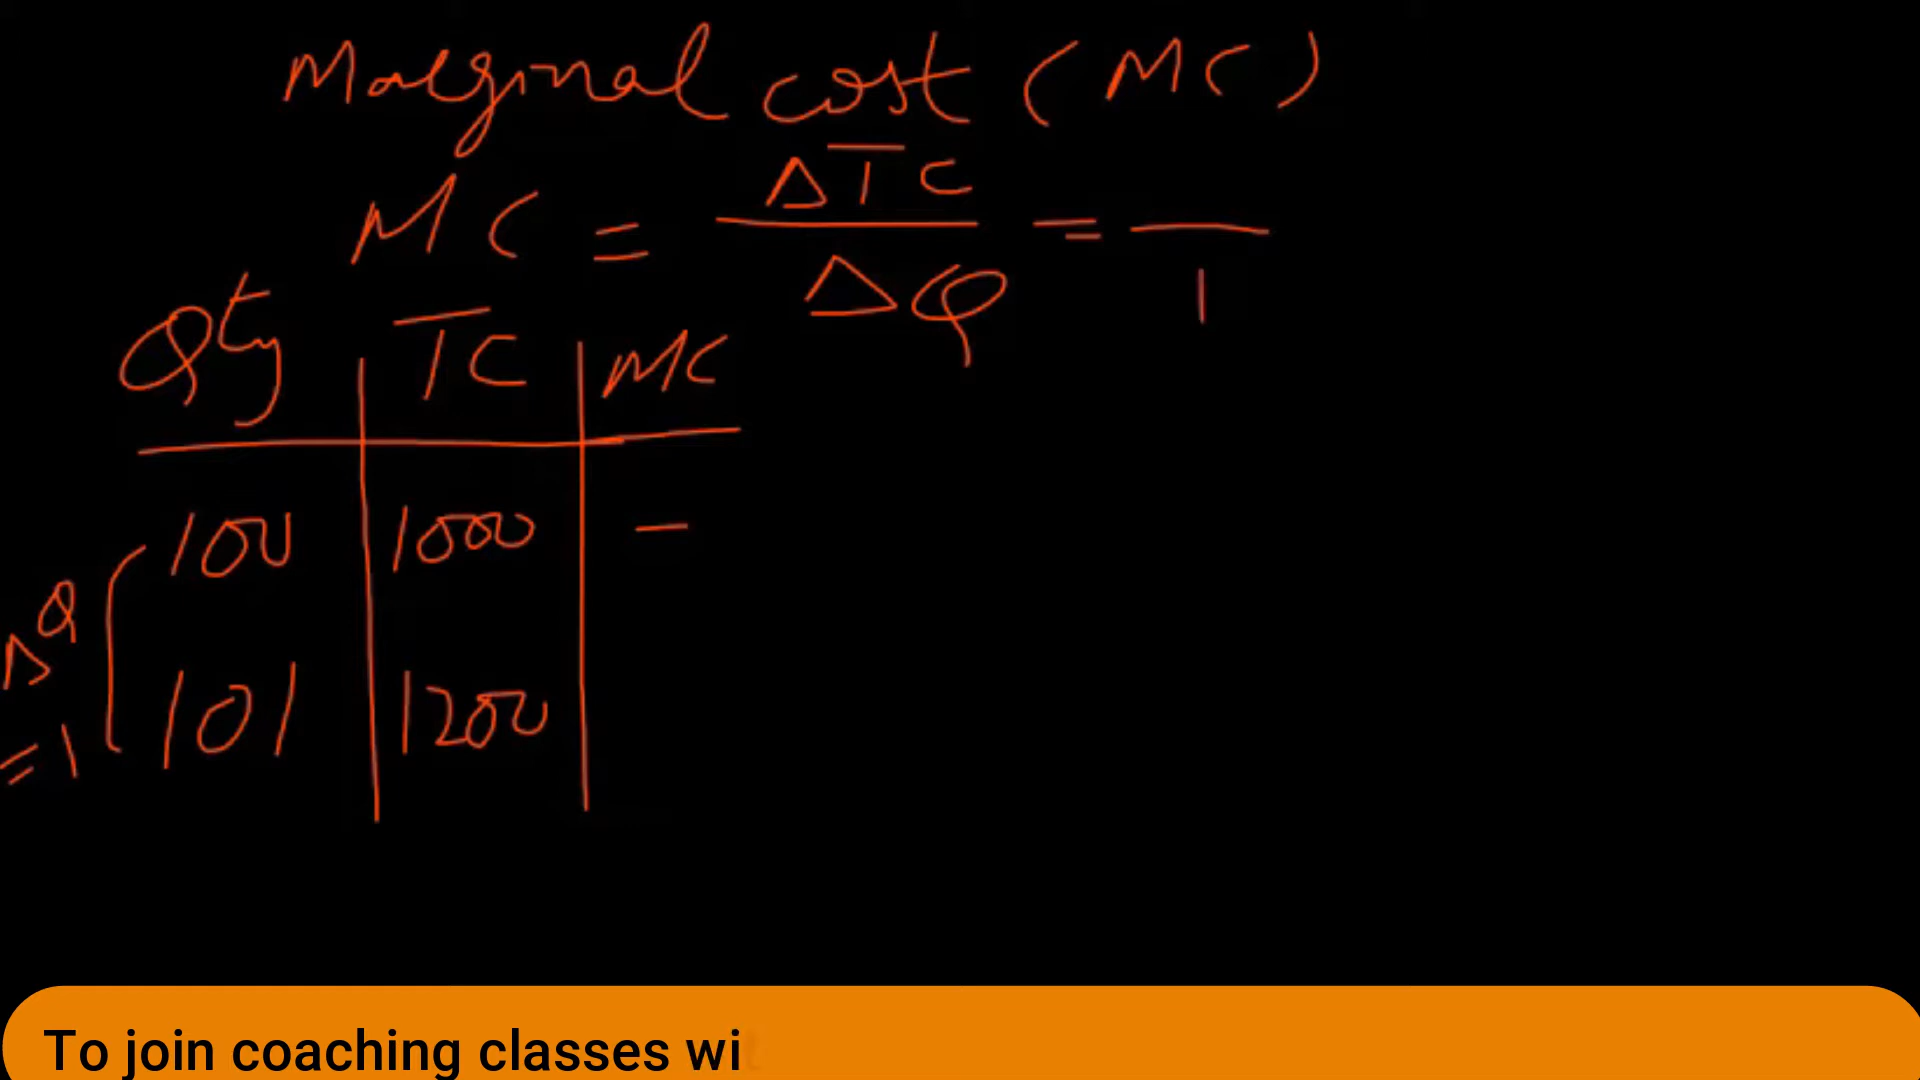 Marginal cost (MC)
MC = ΔTC / ΔQ = / 1
Qty TC MC
100 1000 —
ΔQ = 1
101 1200
To join coaching classes wit